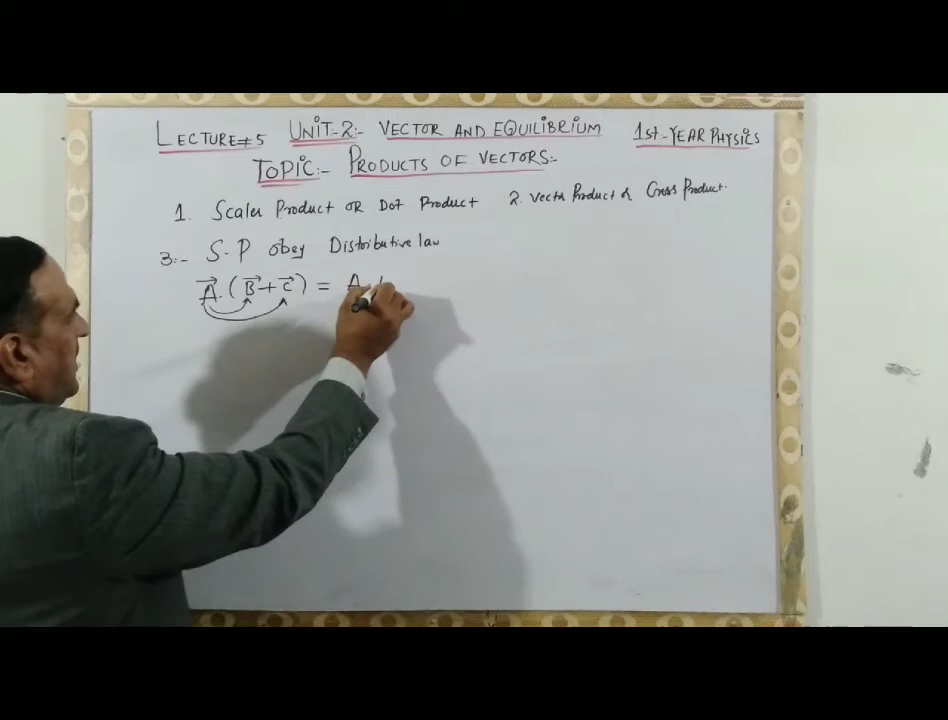 LECTURE#5 UNIT-2:- VECTOR AND EQUILIBRIUM 1st-YEAR PHYSICS
TOPIC:- PRODUCTS OF VECTORS:-
1. Scaler Product OR Dot Product 2. Vector Product or Cross Product.
3:- S.P obey Distributive law
A⃗.(B⃗+C⃗) = A.